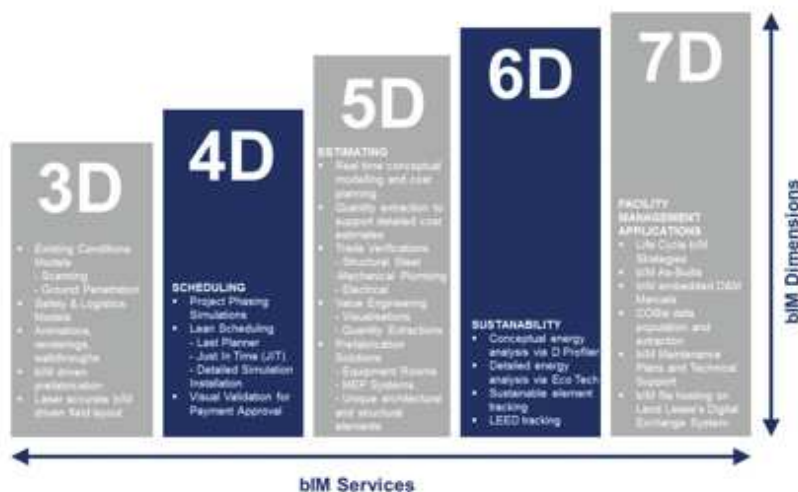 3D
Existing Conditions
Models
- Scanning
- Ground Penetration
Safety & Logistics
Models
Animations,
renderings,
walkthroughs
bIM driven
prefabrication
Laser accurate bIM
driven field layout
4D
SCHEDULING
Project Phasing
Simulations
Lean Scheduling
- Last Planner
- Just In Time (JIT)
- Detailed Simulation
Installation
Visual Validation for
Payment Approval
5D
ESTIMATING
Real time conceptual
modelling and cost
planning
Quantity extraction to
support detailed cost
estimates
Trade Verifications
- Structural Steel
- Electrical
Value Engineering
- Visualisations
- Quantity Extractions
Prefabrication
Solutions
- Equipment Rooms
- MEP Systems
- Unique architectural
and structural
elements
6D
SUSTANABILITY
Conceptual energy
analysis via D Profiler
Detailed energy
analysis via Eco Tech
Sustainable element
tracking
LEED tracking
7D
FACILITY
MANAGEMENT
APPLICATIONS
Life Cycle bIM
Strategies
bIM As-Builts
bIM embedded O&M
Manuals
COBie data
population and
extraction
bIM Maintenance
Plans and Technical
Support
bIM file hosting on
Lend Lease's Digital
Exchange System
bIM Dimensions
bIM Services